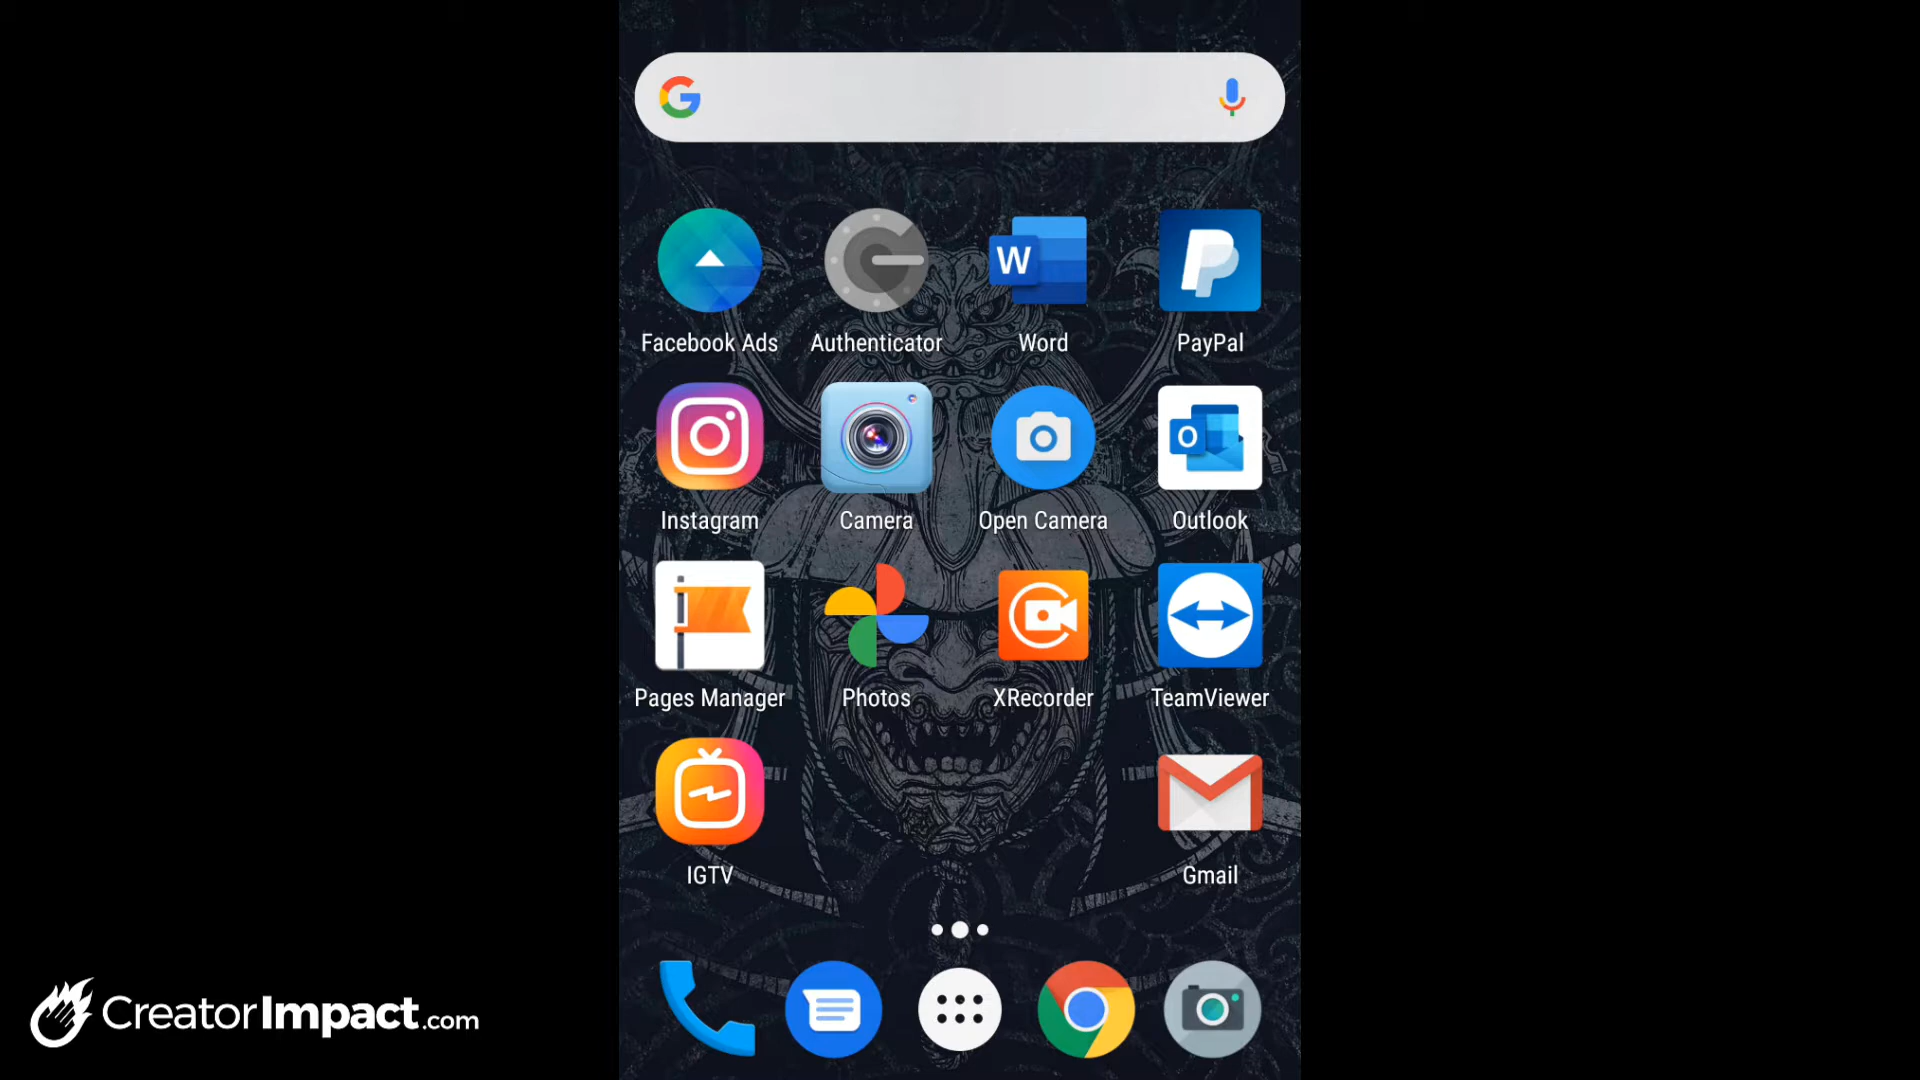 Facebook Ads
Authenticator
Word
PayPal
Instagram
Camera
Open Camera
Outlook
Pages Manager
Photos
XRecorder
TeamViewer
IGTV
Gmail
CreatorImpact.com